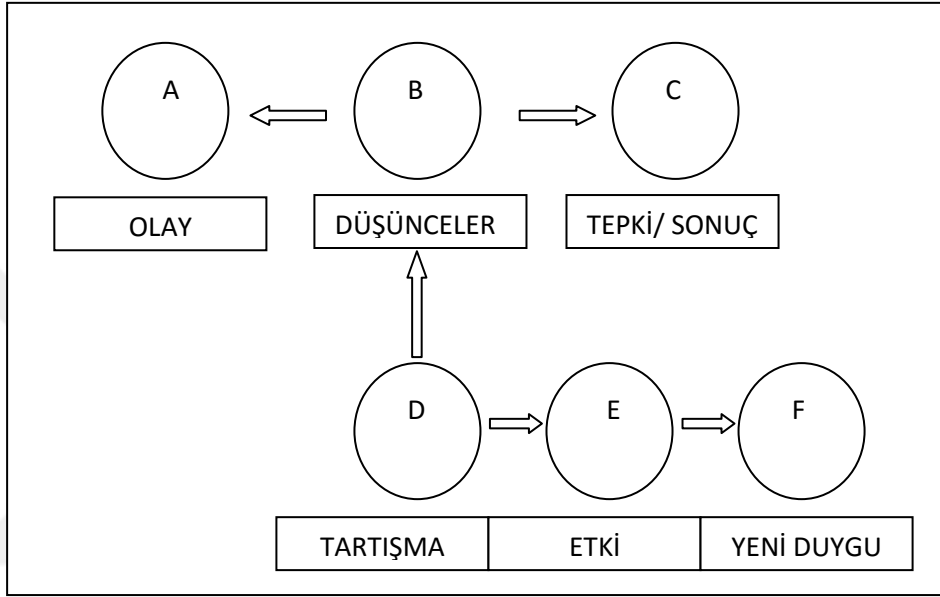 A B C
OLAY DÜŞÜNCELER TEPKİ/ SONUÇ
D E F
TARTIŞMA ETKİ YENİ DUYGU